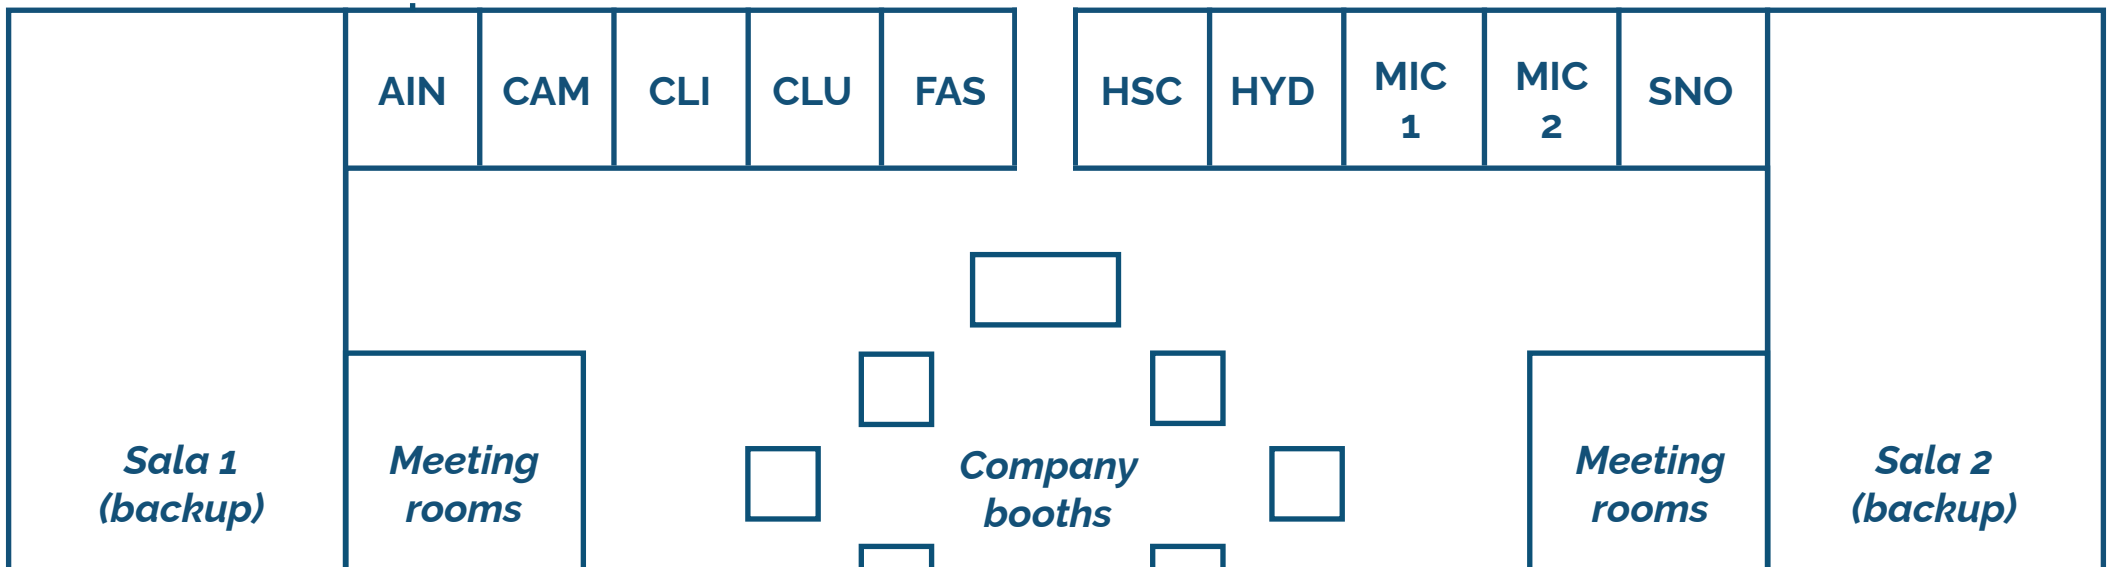 AIN
CAM
CLI
CLU
FAS
HSC
HYD
MIC
1
MIC
2
SNO
Sala 1
(backup)
Meeting
rooms
Company
booths
Meeting
rooms
Sala 2
(backup)